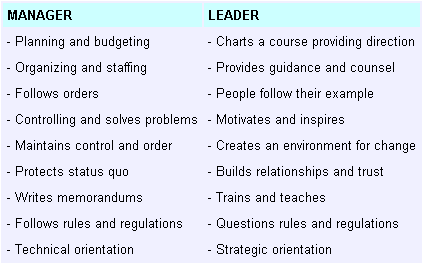 MANAGER LEADER
- Planning and budgeting - Charts a course providing direction
- Organizing and staffing - Provides guidance and counsel
- Follows orders - People follow their example
- Controlling and solves problems - Motivates and inspires
- Maintains control and order - Creates an environment for change
- Protects status quo - Builds relationships and trust
- Writes memorandums - Trains and teaches
- Follows rules and regulations - Questions rules and regulations
- Technical orientation - Strategic orientation